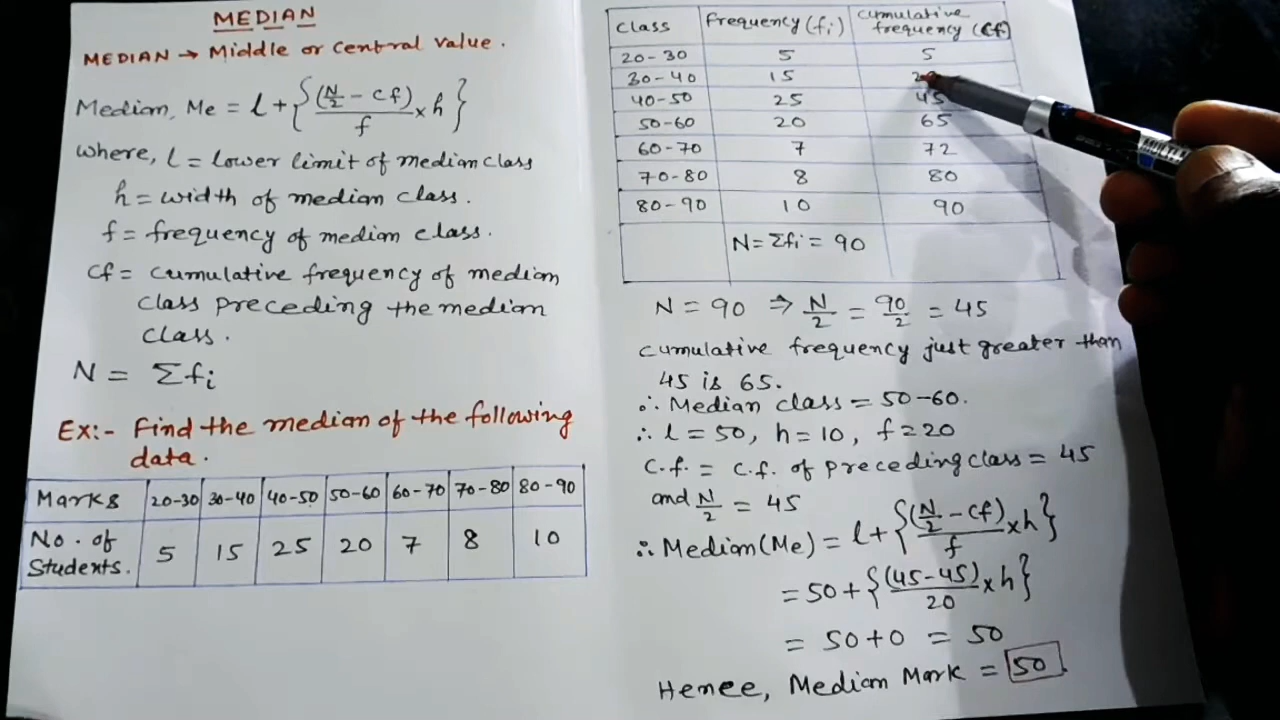 MEDIAN
MEDIAN → Middle or central value.
Median, Me = l + { (N/2 - cf)/f × h }
where, l = lower limit of median class
h = width of median class.
f = frequency of median class.
Cf = cumulative frequency of median
class preceding the median
class.
N = Σfi
Ex:- Find the median of the following
data.
Marks 20-30 30-40 40-50 50-60 60-70 70-80 80-90
No. of Students. 5 15 25 20 7 8 10
Class Frequency (fi) Cumulative frequency (Cf)
20-30 5 5
30-40 15
40-50 25 45
50-60 20 65
60-70 7 72
70-80 8 80
80-90 10 90
N = Σfi = 90
N = 90 ⇒ N/2 = 90/2 = 45
cumulative frequency just greater than
45 is 65.
∴ Median class = 50-60.
∴ l = 50, h = 10, f = 20
C.f. = C.f. of preceding class = 45
and N/2 = 45
∴ Median (Me) = l + { (N/2 - cf)/f × h }
= 50 + { (45-45)/20 × h }
= 50 + 0 = 50
Hence, Median Mark = 50.